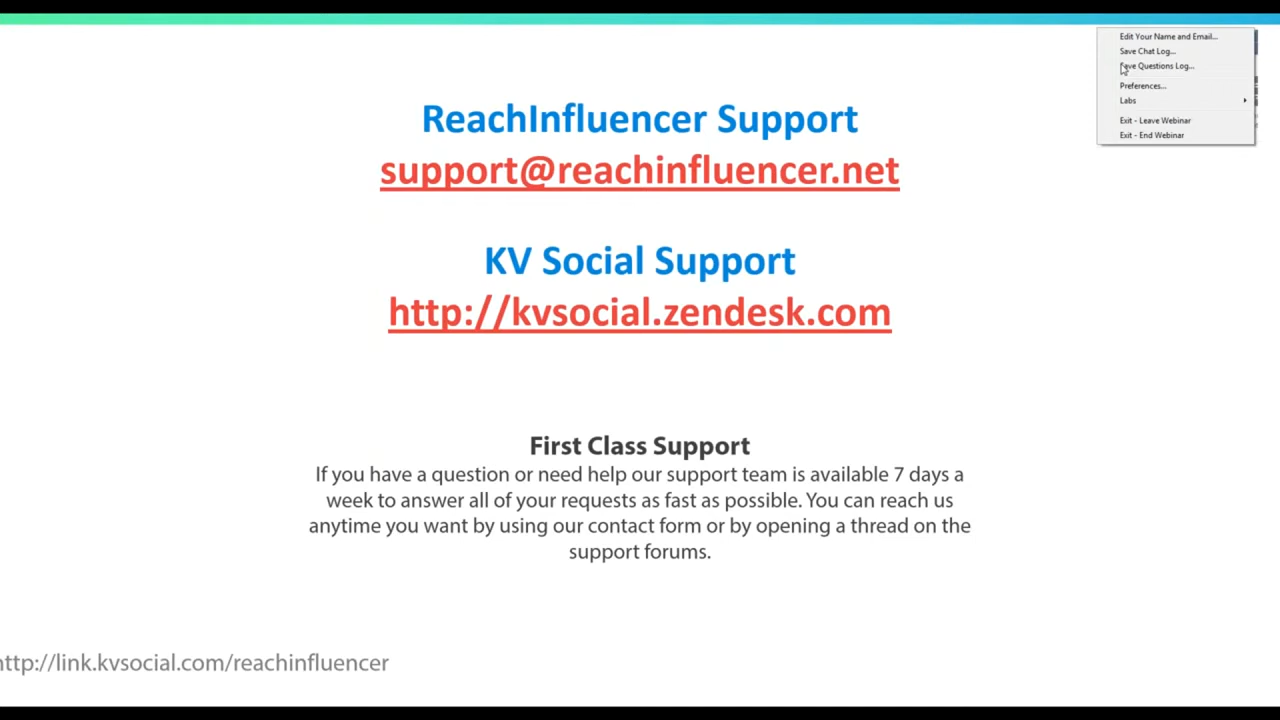 Edit Your Name and Email...
Save Chat Log...
Save Questions Log...
Preferences...
Labs
Exit - Leave Webinar
Exit - End Webinar
ReachInfluencer Support
support@reachinfluencer.net
KV Social Support
http://kvsocial.zendesk.com
First Class Support
If you have a question or need help our support team is available 7 days a
week to answer all of your requests as fast as possible. You can reach us
anytime you want by using our contact form or by opening a thread on the
support forums.
http://link.kvsocial.com/reachinfluencer